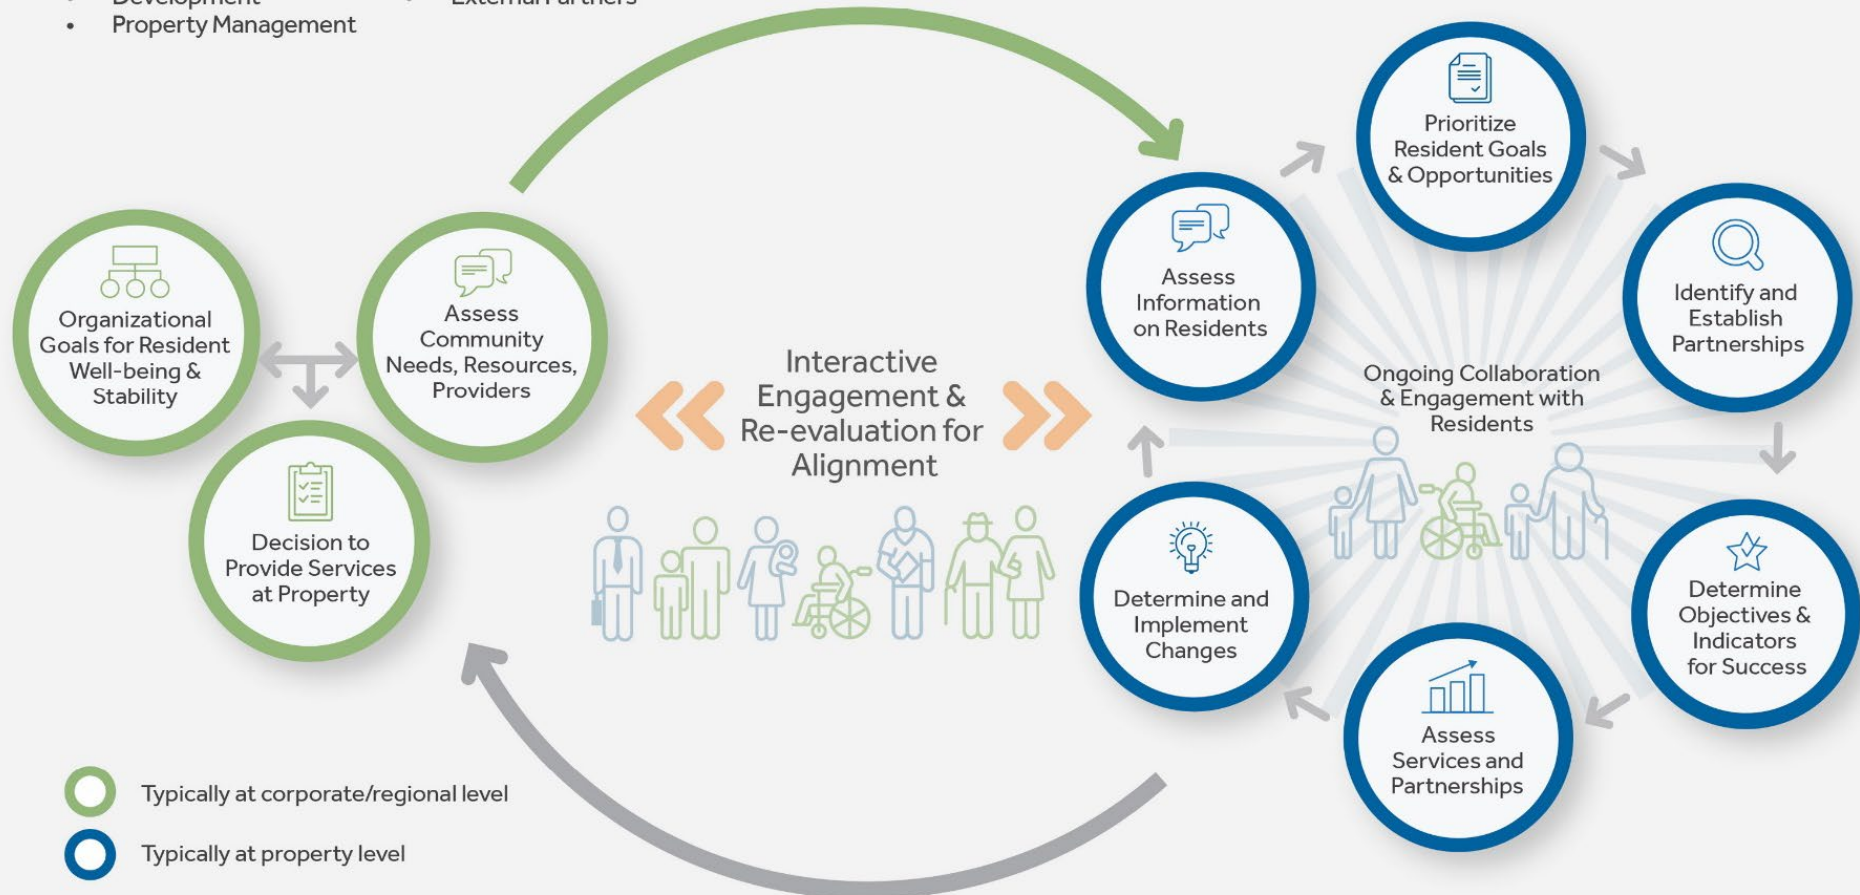 • Development
• External Partners
• Property Management
Organizational
Goals for Resident
Well-being &
Stability
Assess
Community
Needs, Resources,
Providers
Decision to
Provide Services
at Property
Interactive
Engagement &
Re-evaluation for
Alignment
Assess
Information
on Residents
Prioritize
Resident Goals
& Opportunities
Identify and
Establish
Partnerships
Determine
Objectives &
Indicators
for Success
Assess
Services and
Partnerships
Determine and
Implement
Changes
Ongoing Collaboration
& Engagement with
Residents
Typically at corporate/regional level
Typically at property level